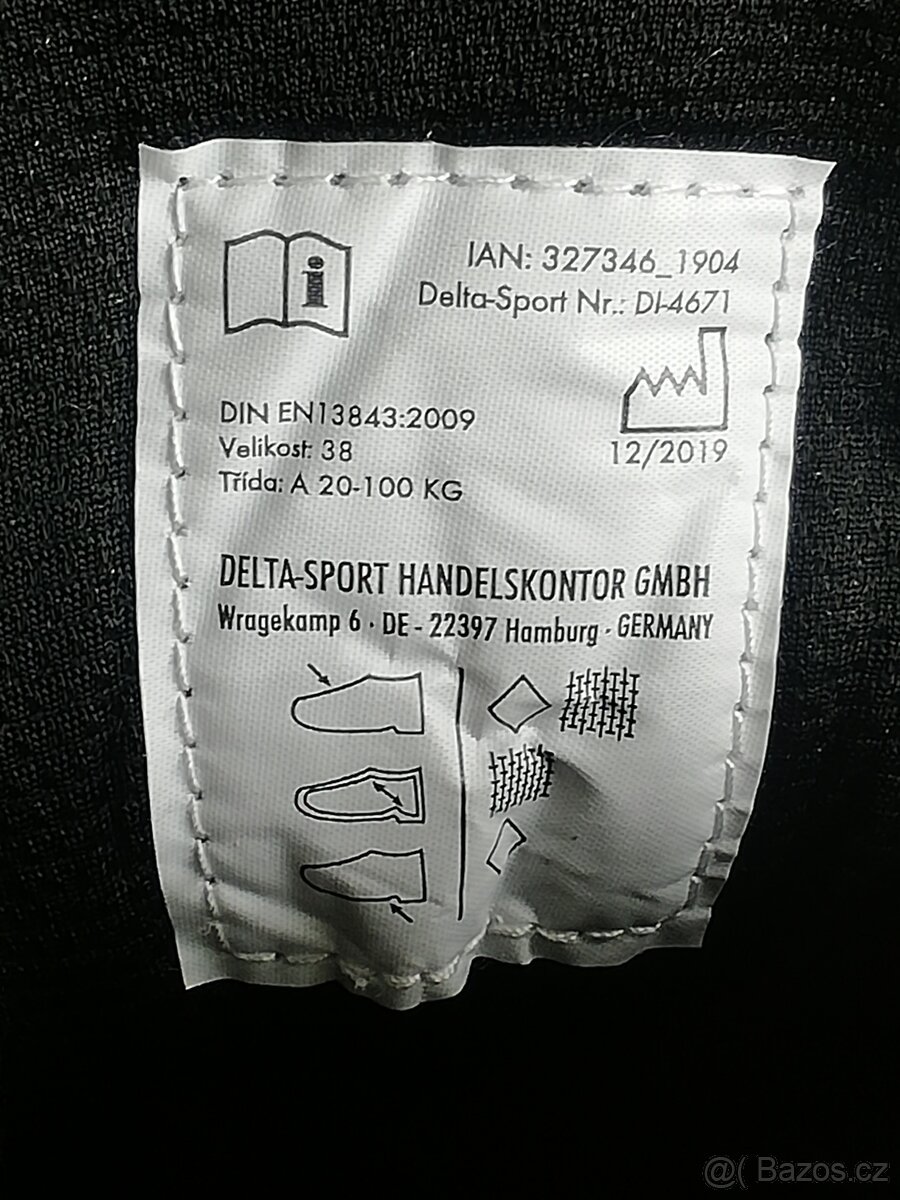 IAN: 327346_1904
Delta-Sport Nr.: DI-4671
DIN EN13843:2009
Velikost: 38
Třída: A 20-100 KG
12/2019
DELTA-SPORT HANDELSKONTOR GMBH
Wragekamp 6 · DE - 22397 Hamburg · GERMANY
@( Bazos.cz